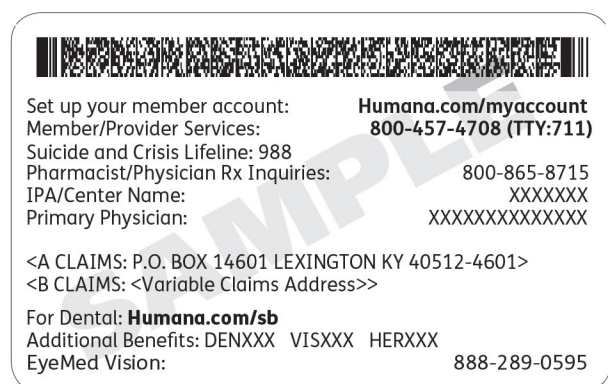 Set up your member account: Humana.com/myaccount
Member/Provider Services: 800-457-4708 (TTY:711)
Suicide and Crisis Lifeline: 988
Pharmacist/Physician Rx Inquiries: 800-865-8715
IPA/Center Name: XXXXXXX
Primary Physician: XXXXXXXXXXXXXX
<A CLAIMS: P.O. BOX 14601 LEXINGTON KY 40512-4601>
<B CLAIMS: <Variable Claims Address>>
For Dental: Humana.com/sb
Additional Benefits: DENXXX VISXXX HERXXX
EyeMed Vision: 888-289-0595
SAMPLE